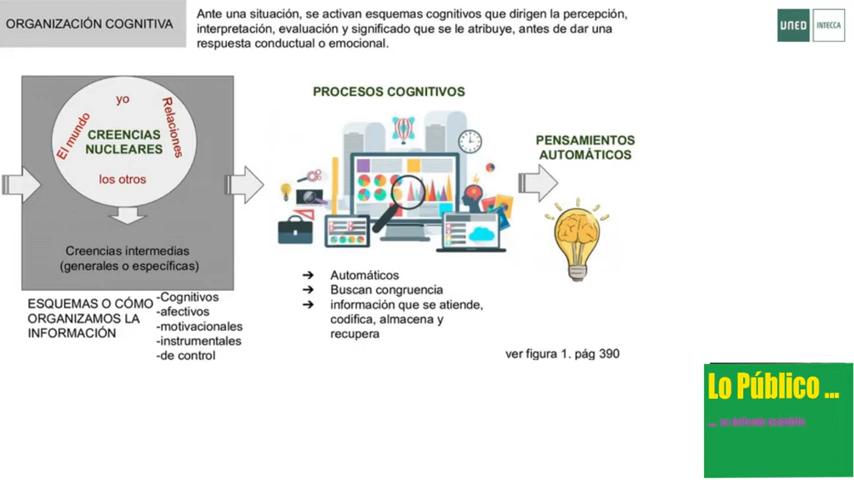 ORGANIZACIÓN COGNITIVA
Ante una situación, se activan esquemas cognitivos que dirigen la percepción,
interpretación, evaluación y significado que se le atribuye, antes de dar una
respuesta conductual o emocional.
UNED
INTECCA
yo
El mundo
Relaciones
CREENCIAS
NUCLEARES
los otros
Creencias intermedias
(generales o específicas)
ESQUEMAS O CÓMO
ORGANIZAMOS LA
INFORMACIÓN
-Cognitivos
-afectivos
-motivacionales
-instrumentales
-de control
PROCESOS COGNITIVOS
➔ Automáticos
➔ Buscan congruencia
➔ información que se atiende,
codifica, almacena y
recupera
PENSAMIENTOS
AUTOMÁTICOS
ver figura 1. pág 390
Lo Público ...
... se defiende